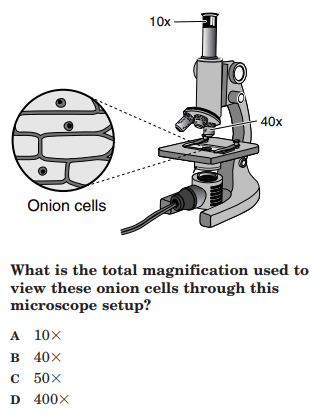 10x
40x
Onion cells
What is the total magnification used to
view these onion cells through this
microscope setup?
A 10×
B 40×
C 50×
D 400×